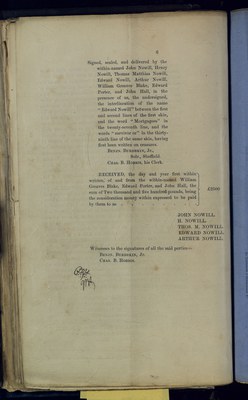 Signed, sealed, and delivered by the
within-named John Nowill, Henry
Nowill, Thomas Matthias Nowill,
Edward Nowill, Arthur Nowill,
William Greaves Blake, Edward
Porter, and John Hall, in the
presence of us, the undersigned,
the interlineation of the name
"Edward Nowill," between the first
and second lines of the first skin,
and the word "Mortgagees" in
the twenty-seventh line, and the
words "survivor or" in the thirty-
ninth line of the same skin, having
first been written on erasures.
Benjn. Burdekin, Jr.,
Solr., Sheffield
Chas. B. Hobbis, his Clerk.
RECEIVED, the day and year first within-
written, of and from the within-named William
Greaves Blake, Edward Porter, and John Hall, the
sum of Two thousand and five hundred pounds, being
the consideration money within expressed to be paid
by them to us
£2500
JOHN NOWILL.
H. NOWILL.
THOS. M. NOWILL.
EDWARD NOWILL.
ARTHUR NOWILL.
Witnesses to the signatures of all the said parties—
Benjn. Burdekin, Jr.
Chas. B. Hobbis.